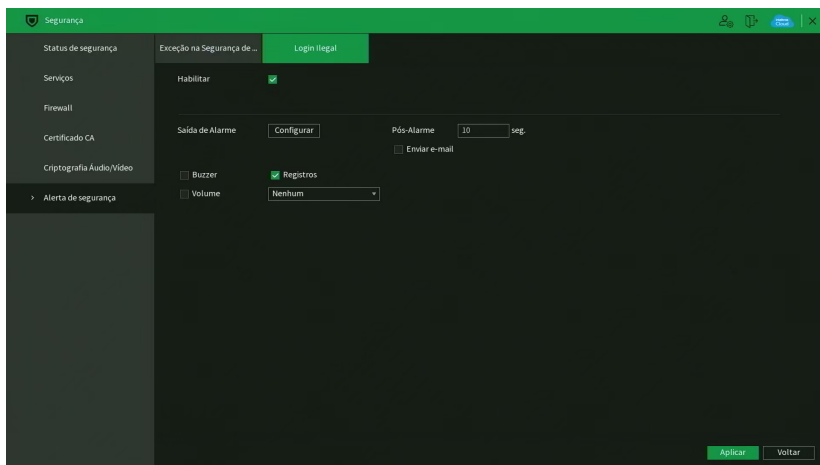 Segurança
Cloud
Status de segurança
Serviços
Firewall
Certificado CA
Criptografia Áudio/Vídeo
> Alerta de segurança
Exceção na Segurança de ...
Login Ilegal
Habilitar
Saída de Alarme
Configurar
Pós-Alarme
10
seg.
Enviar e-mail
Buzzer
Registros
Volume
Nenhum
Aplicar
Voltar